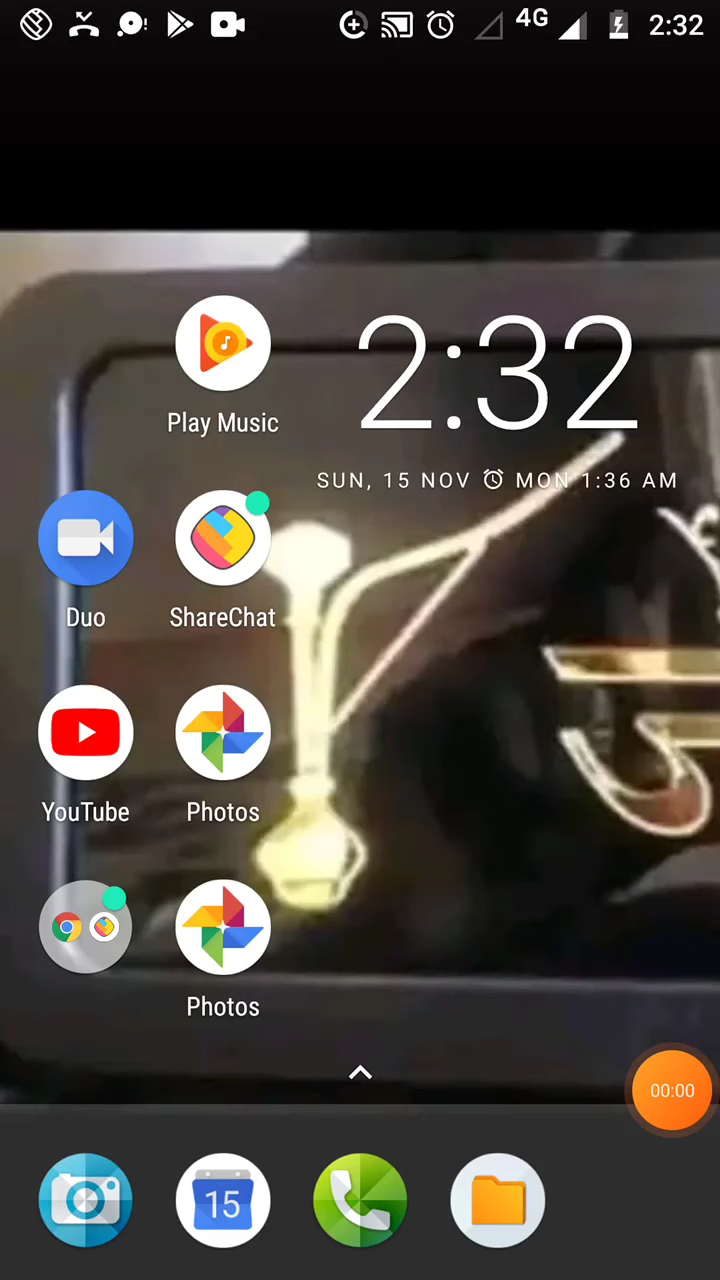 4G 2:32
Play Music
2:32
SUN, 15 NOV MON 1:36 AM
Duo
ShareChat
YouTube
Photos
Photos
00:00
15